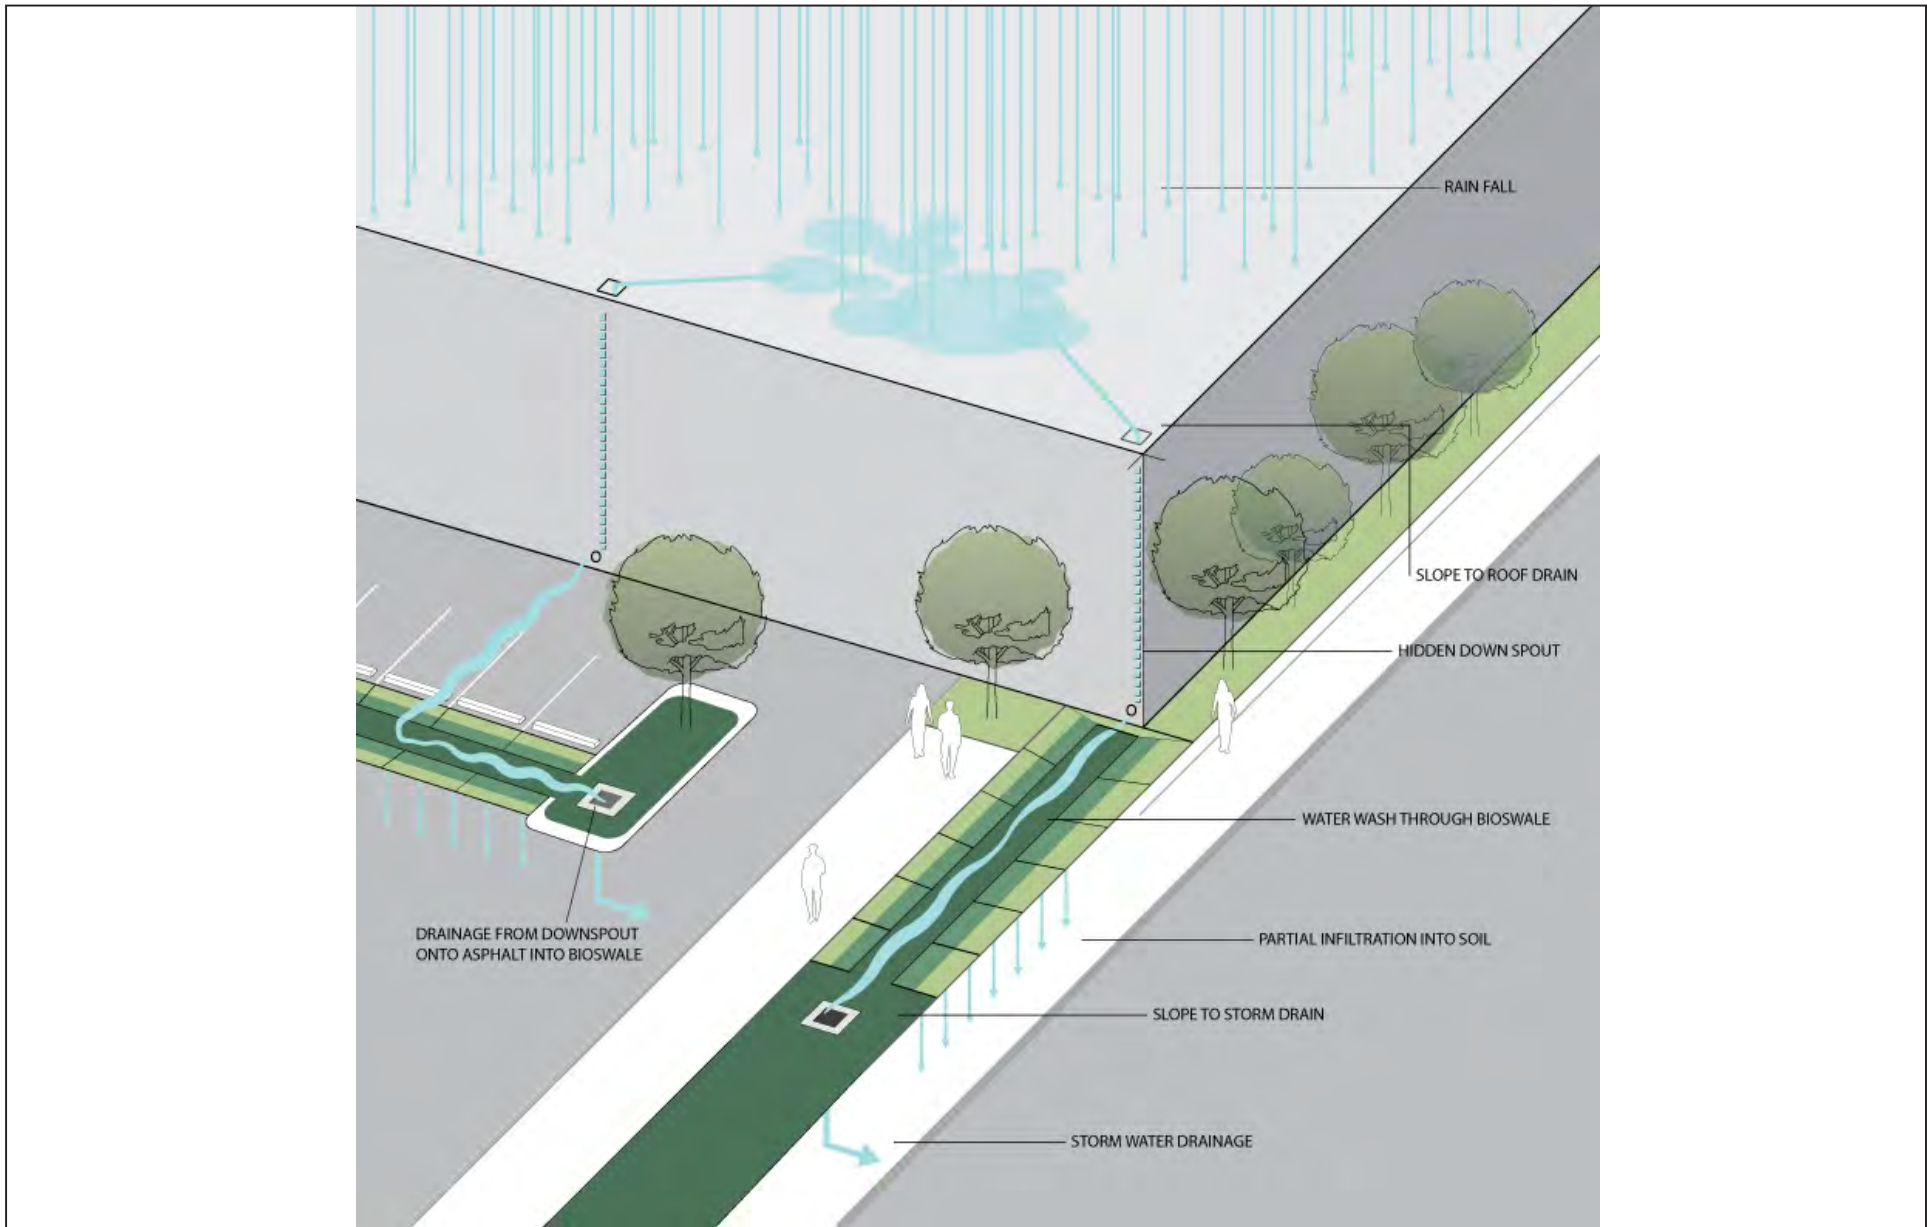 RAIN FALL
SLOPE TO ROOF DRAIN
HIDDEN DOWN SPOUT
WATER WASH THROUGH BIOSWALE
DRAINAGE FROM DOWNSPOUT
ONTO ASPHALT INTO BIOSWALE
PARTIAL INFILTRATION INTO SOIL
SLOPE TO STORM DRAIN
STORM WATER DRAINAGE